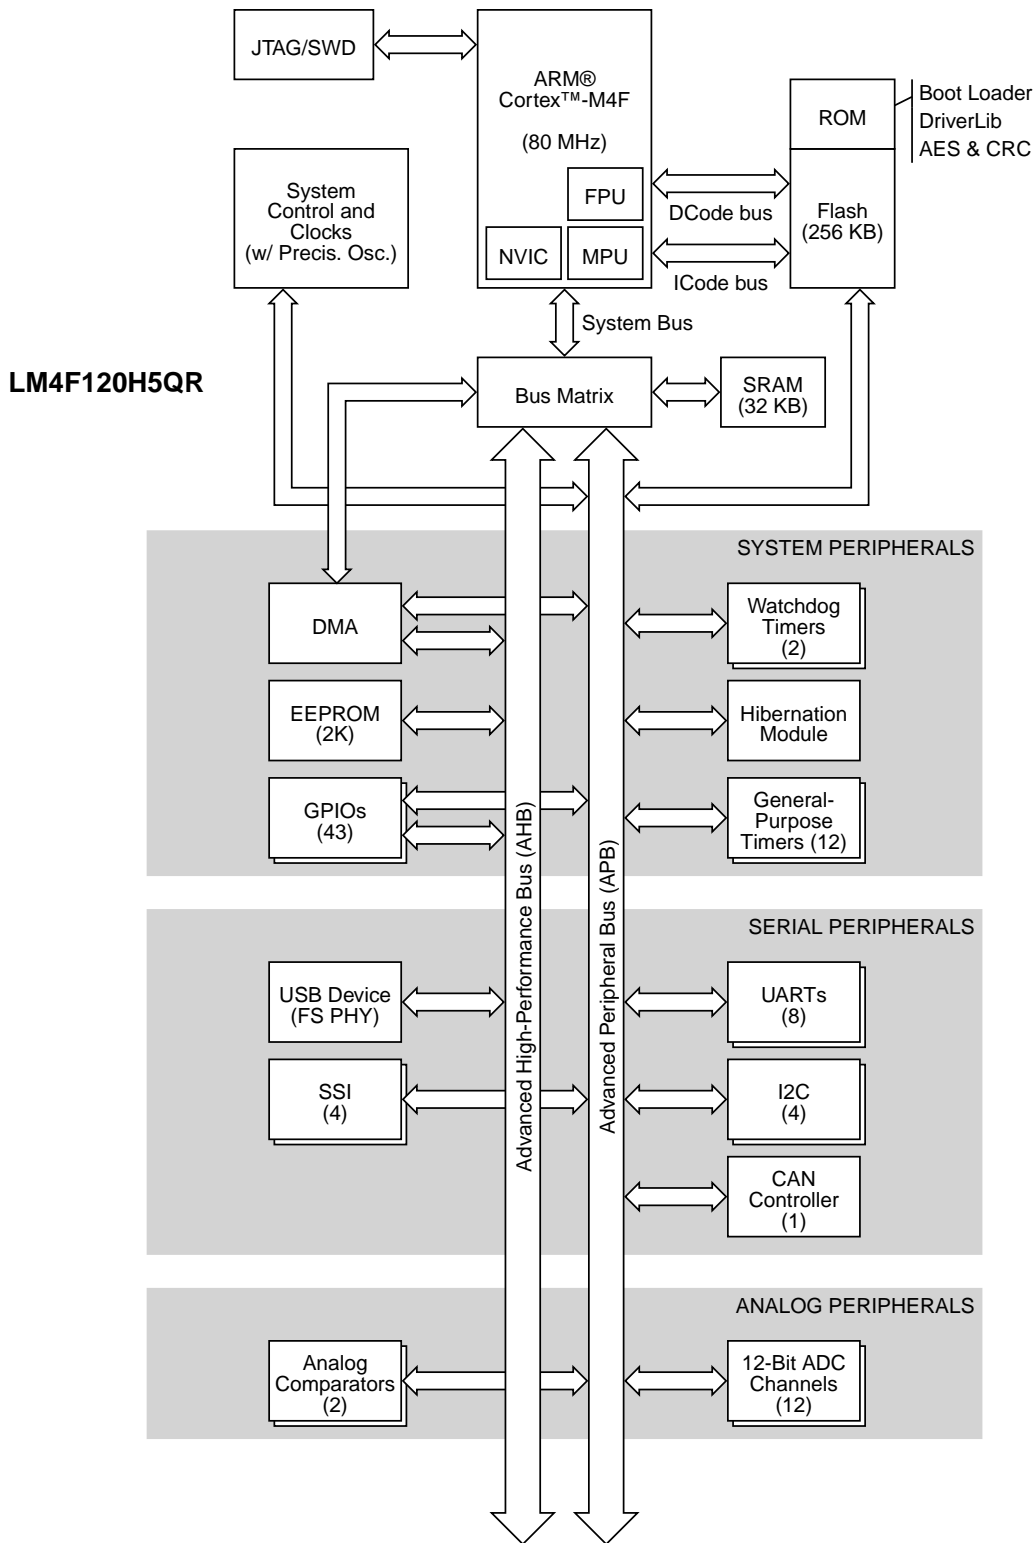 JTAG/SWD
ARM®
Cortex™-M4F
(80 MHz)
ROM
Boot Loader
DriverLib
AES & CRC
System
Control and
Clocks
(w/ Precis. Osc.)
FPU
NVIC
MPU
DCode bus
ICode bus
Flash
(256 KB)
System Bus
LM4F120H5QR
Bus Matrix
SRAM
(32 KB)
SYSTEM PERIPHERALS
DMA
Watchdog
Timers
(2)
EEPROM
(2K)
Hibernation
Module
GPIOs
(43)
General-
Purpose
Timers (12)
Advanced High-Performance Bus (AHB)
Advanced Peripheral Bus (APB)
SERIAL PERIPHERALS
USB Device
(FS PHY)
UARTs
(8)
SSI
(4)
I2C
(4)
CAN
Controller
(1)
ANALOG PERIPHERALS
Analog
Comparators
(2)
12-Bit ADC
Channels
(12)